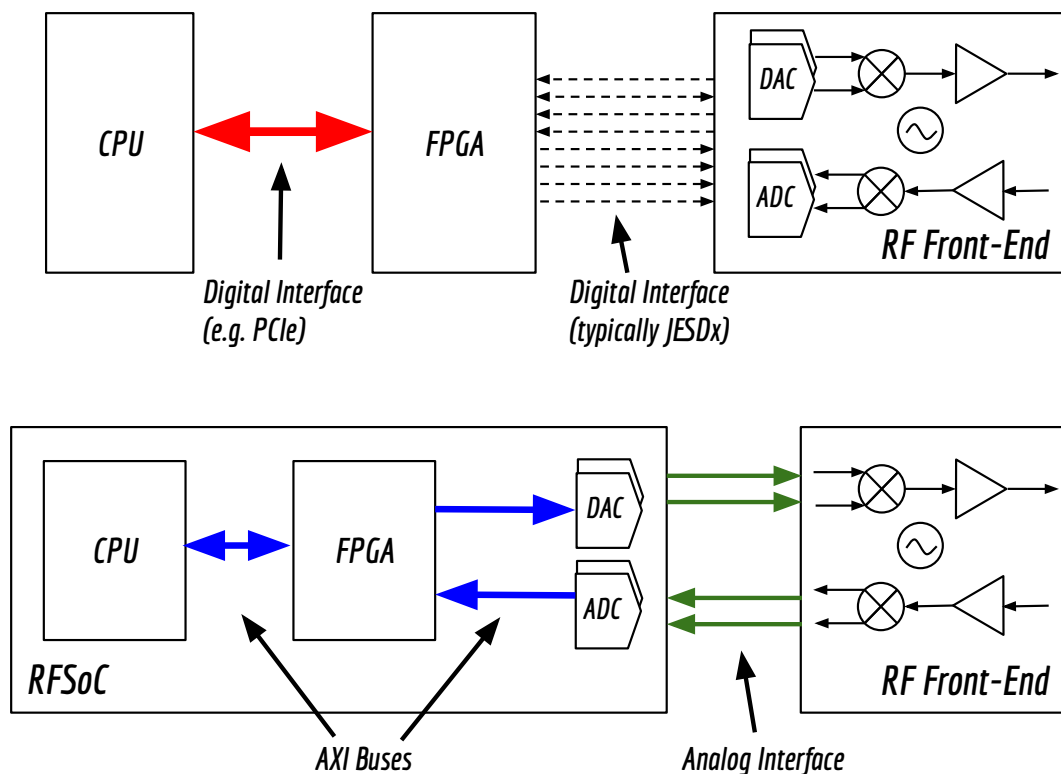 CPU
FPGA
DAC
ADC
RF Front-End
Digital Interface
(e.g. PCIe)
Digital Interface
(typically JESDx)
CPU
FPGA
DAC
ADC
RFSoC
RF Front-End
AXI Buses
Analog Interface